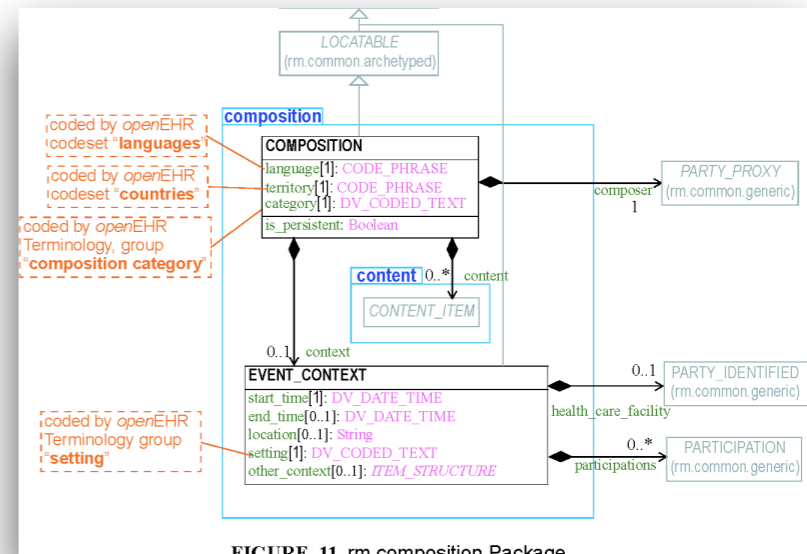 LOCATABLE
(rm.common.archetyped)
composition
coded by openEHR
codeset "languages"
coded by openEHR
codeset "countries"
coded by openEHR
Terminology, group
"composition category"
COMPOSITION
language[1]: CODE_PHRASE
territory[1]: CODE_PHRASE
category[1]: DV_CODED_TEXT
is_persistent: Boolean
composer
1
PARTY_PROXY
(rm.common.generic)
content
0..*
content
CONTENT_ITEM
0..1
context
EVENT_CONTEXT
start_time[1]: DV_DATE_TIME
end_time[0..1]: DV_DATE_TIME
location[0..1]: String
setting[1]: DV_CODED_TEXT
other_context[0..1]: ITEM_STRUCTURE
coded by openEHR
Terminology group
"setting"
0..1
health_care_facility
PARTY_IDENTIFIED
(rm.common.generic)
0..*
participations
PARTICIPATION
(rm.common.generic)
FIGURE 11 rm.composition Package